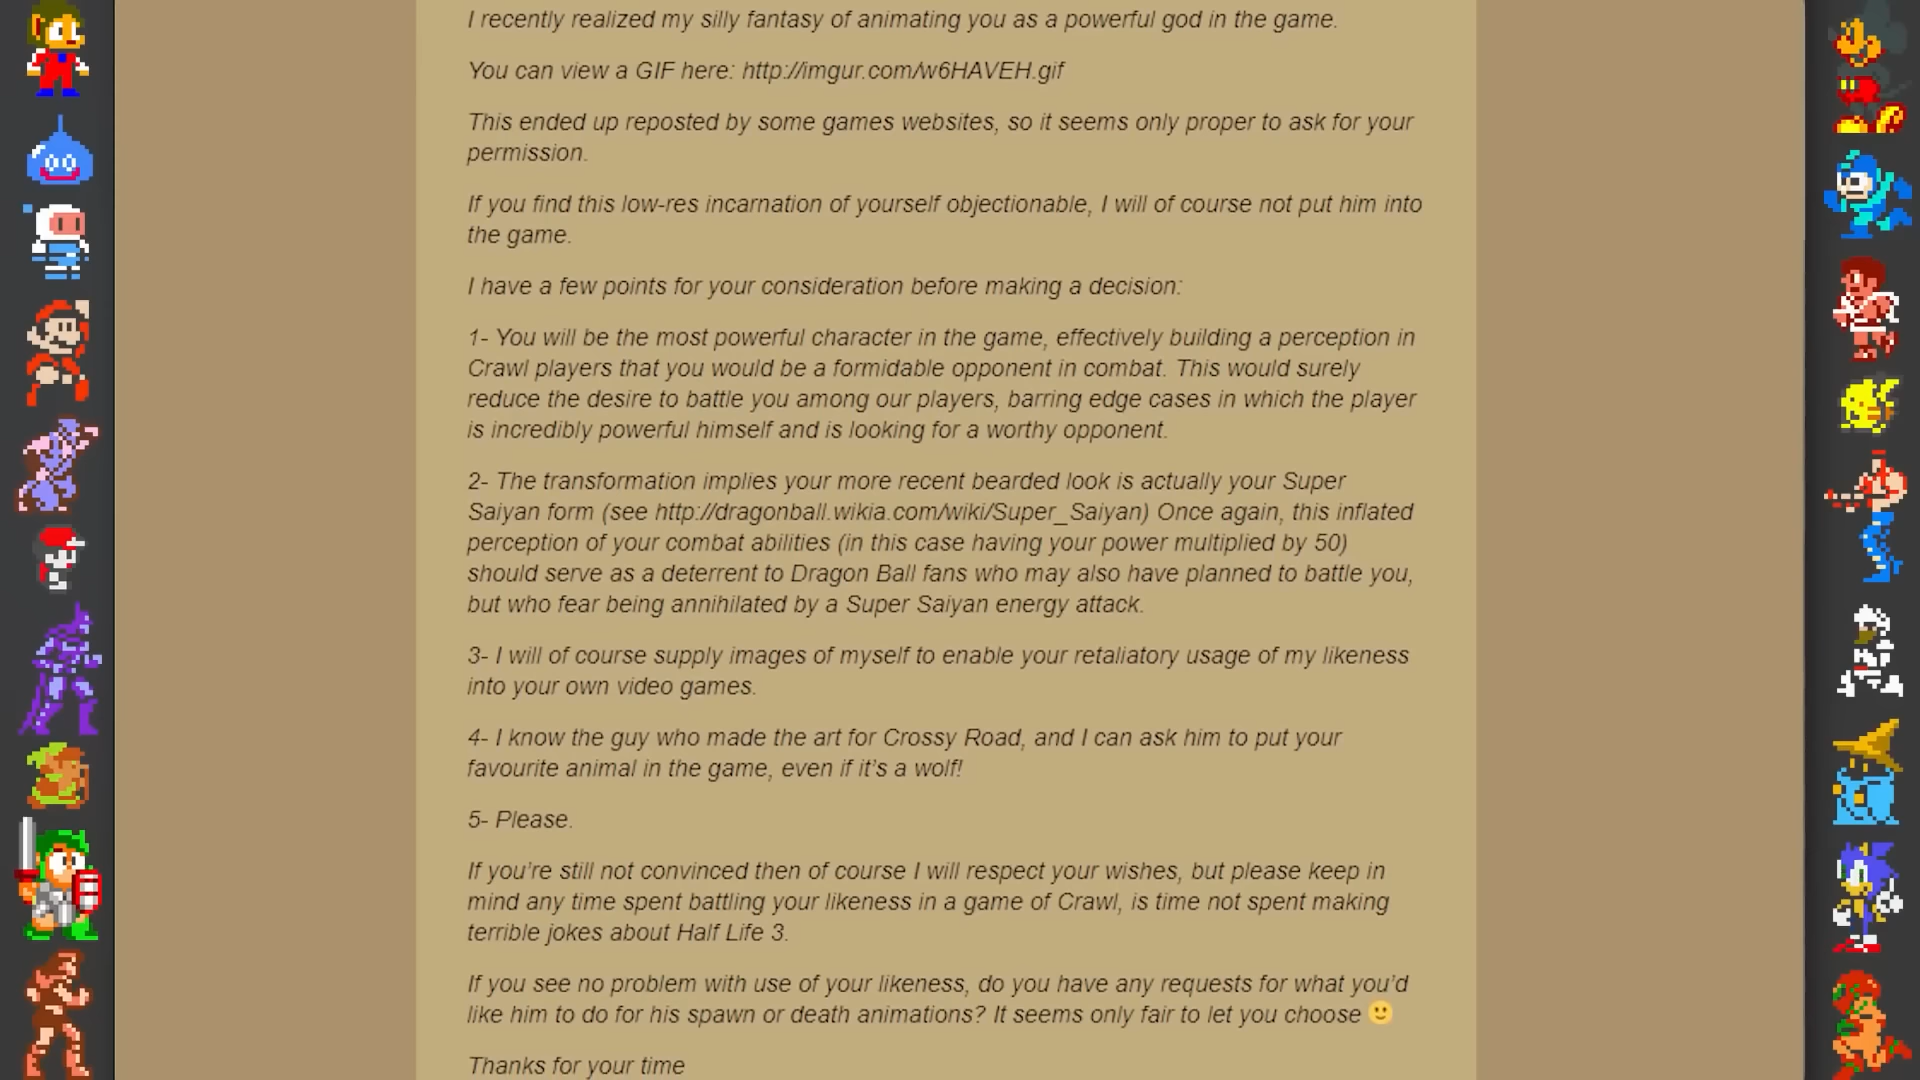 I recently realized my silly fantasy of animating you as a powerful god in the game.
You can view a GIF here: http://imgur.com/w6HAVEH.gif
This ended up reposted by some games websites, so it seems only proper to ask for your
permission.
If you find this low-res incarnation of yourself objectionable, I will of course not put him into
the game.
I have a few points for your consideration before making a decision:
1- You will be the most powerful character in the game, effectively building a perception in
Crawl players that you would be a formidable opponent in combat. This would surely
reduce the desire to battle you among our players, barring edge cases in which the player
is incredibly powerful himself and is looking for a worthy opponent.
2- The transformation implies your more recent bearded look is actually your Super
Saiyan form (see http://dragonball.wikia.com/wiki/Super_Saiyan) Once again, this inflated
perception of your combat abilities (in this case having your power multiplied by 50)
should serve as a deterrent to Dragon Ball fans who may also have planned to battle you,
but who fear being annihilated by a Super Saiyan energy attack.
3- I will of course supply images of myself to enable your retaliatory usage of my likeness
into your own video games.
4- I know the guy who made the art for Crossy Road, and I can ask him to put your
favourite animal in the game, even if it's a wolf!
5- Please.
If you're still not convinced then of course I will respect your wishes, but please keep in
mind any time spent battling your likeness in a game of Crawl, is time not spent making
terrible jokes about Half Life 3.
If you see no problem with use of your likeness, do you have any requests for what you'd
like him to do for his spawn or death animations? It seems only fair to let you choose 🙂
Thanks for your time